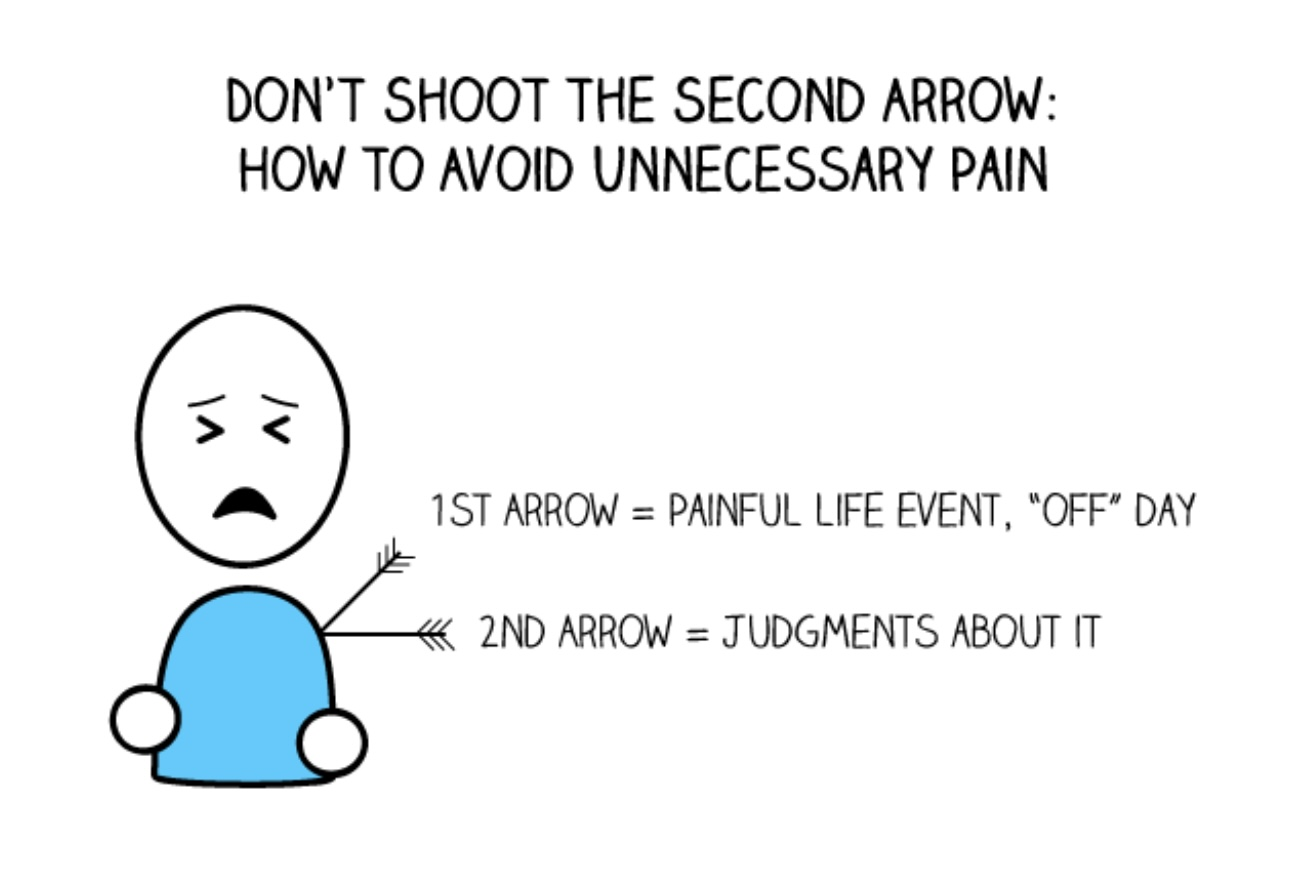 DON'T SHOOT THE SECOND ARROW:
HOW TO AVOID UNNECESSARY PAIN
1ST ARROW = PAINFUL LIFE EVENT, "OFF" DAY
2ND ARROW = JUDGMENTS ABOUT IT